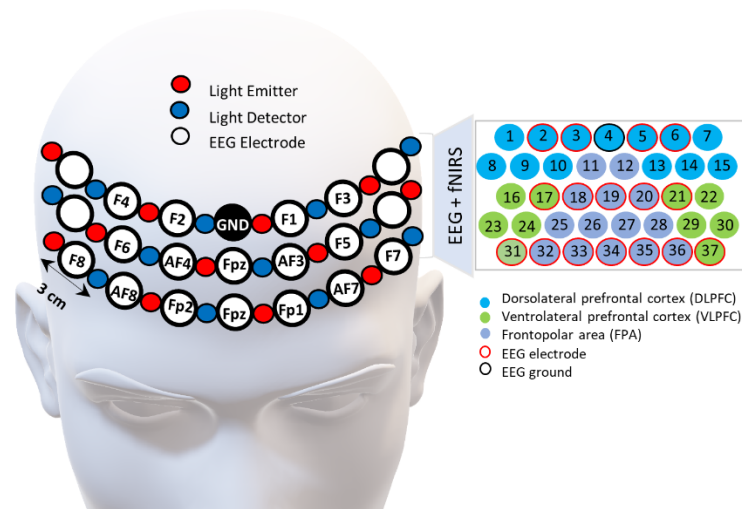 Light Emitter
Light Detector
EEG Electrode
F4
F2
GND
F1
F3
F6
AF4
Fpz
AF3
F5
F8
AF8
Fp2
Fpz
Fp1
AF7
F7
3 cm
EEG + fNIRS
1 2 3 4 5 6 7
8 9 10 11 12 13 14 15
16 17 18 19 20 21 22
23 24 25 26 27 28 29 30
31 32 33 34 35 36 37
Dorsolateral prefrontal cortex (DLPFC)
Ventrolateral prefrontal cortex (VLPFC)
Frontopolar area (FPA)
EEG electrode
EEG ground